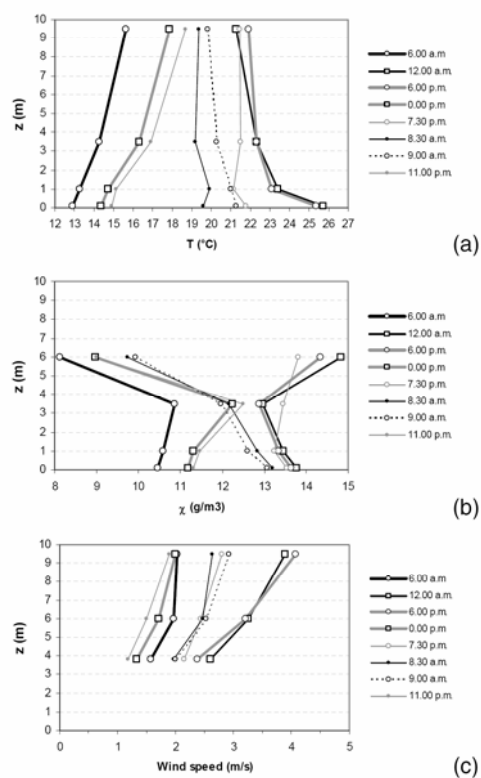 10
9
8
7
6
5
4
3
2
1
0
z (m)
12 13 14 15 16 17 18 19 20 21 22 23 24 25 26 27
T (°C)
6.00 a.m
12.00 a.m.
6.00 p.m.
0.00 p.m
7.30 p.m.
8.30 a.m.
9.00 a.m.
11.00 p.m.
(a)
10
9
8
7
6
5
4
3
2
1
0
z (m)
8 9 10 11 12 13 14 15
χ (g/m3)
6.00 a.m
12.00 a.m.
6.00 p.m.
0.00 p.m
7.30 p.m.
8.30 a.m.
9.00 a.m.
11.00 p.m.
(b)
10
9
8
7
6
5
4
3
2
1
0
z (m)
0 1 2 3 4 5
Wind speed (m/s)
6.00 a.m
12.00 a.m.
6.00 p.m.
0.00 p.m
7.30 p.m.
8.30 a.m.
9.00 a.m.
11.00 p.m.
(c)